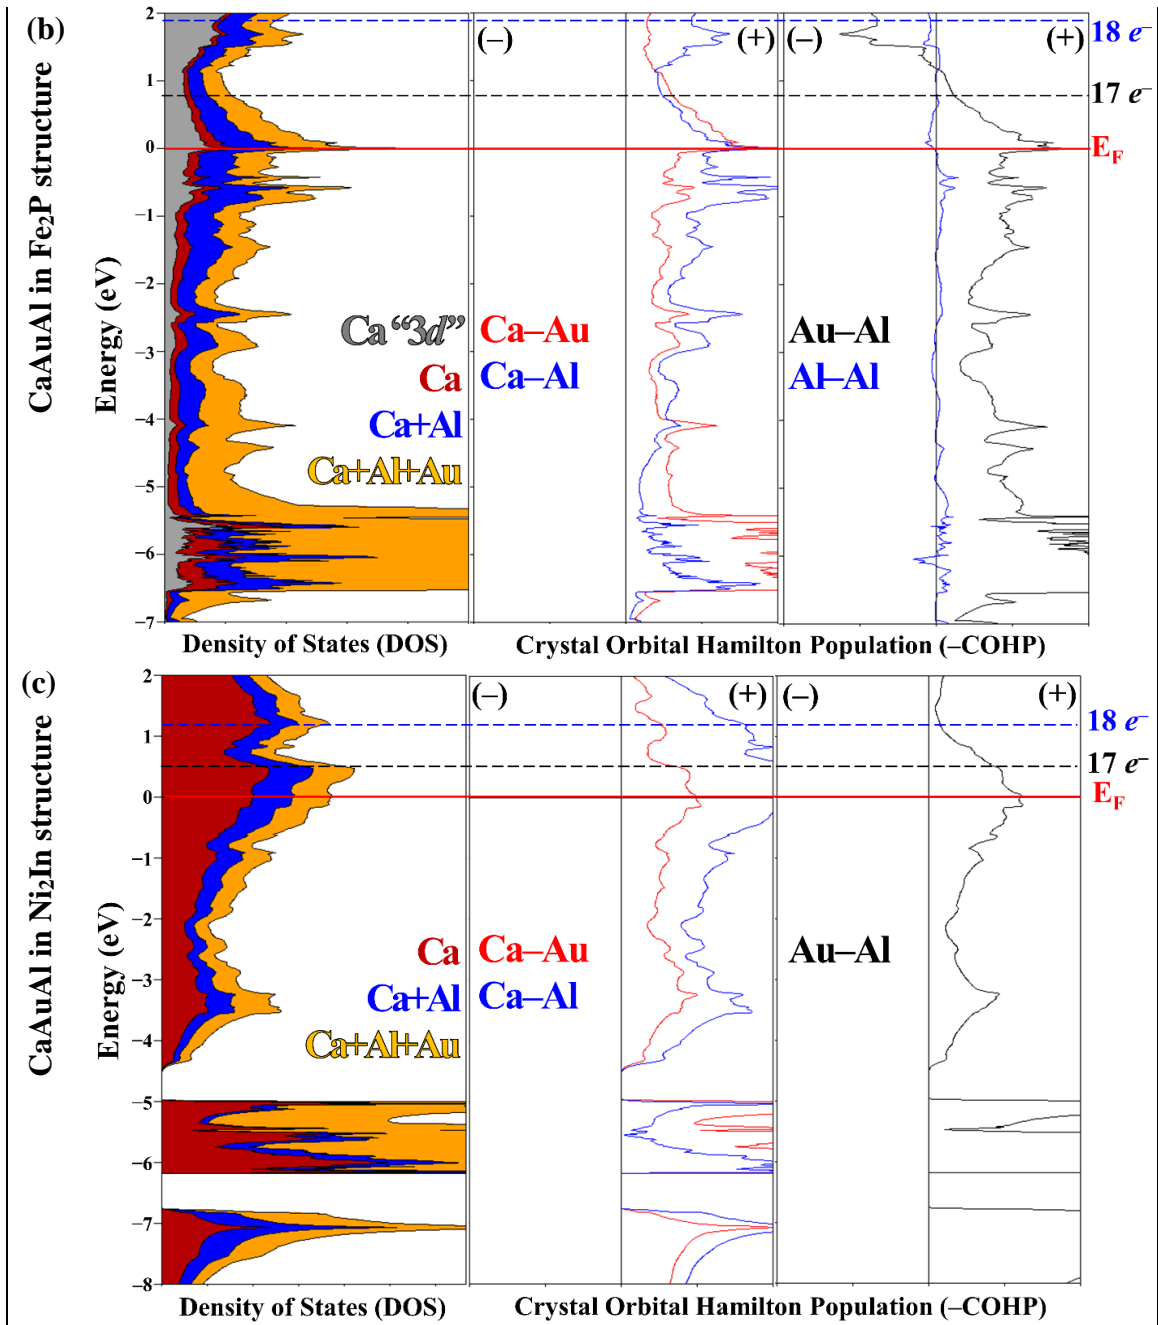 (b)
CaAuAl in Fe₂P structure
Energy (eV)
2
1
0
−1
−2
−3
−4
−5
−6
−7
Ca “3d”
Ca
Ca+Al
Ca+Al+Au
(−)
(+)
Ca–Au
Ca–Al
(−)
(+)
Au–Al
Al–Al
18 e⁻
17 e⁻
E_F
Density of States (DOS)
Crystal Orbital Hamilton Population (–COHP)
(c)
CaAuAl in Ni₂In structure
Energy (eV)
2
1
0
−1
−2
−3
−4
−5
−6
−7
−8
Ca
Ca+Al
Ca+Al+Au
(−)
(+)
Ca–Au
Ca–Al
(−)
(+)
Au–Al
18 e⁻
17 e⁻
E_F
Density of States (DOS)
Crystal Orbital Hamilton Population (–COHP)